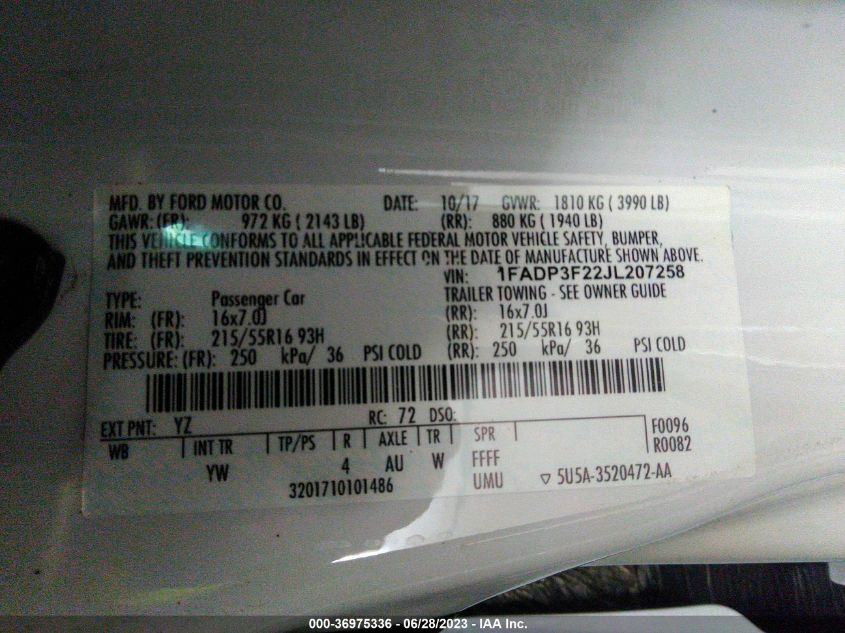 MFD. BY FORD MOTOR CO. DATE: 10/17 GVWR: 1810 KG ( 3990 LB)
GAWR: (FR): 972 KG ( 2143 LB) (RR): 880 KG ( 1940 LB)
THIS VEHICLE CONFORMS TO ALL APPLICABLE FEDERAL MOTOR VEHICLE SAFETY, BUMPER,
AND THEFT PREVENTION STANDARDS IN EFFECT ON THE DATE OF MANUFACTURE SHOWN ABOVE.
VIN: 1FADP3F22JL207258
TYPE: Passenger Car TRAILER TOWING - SEE OWNER GUIDE
RIM: (FR): 16x7.0J (RR): 16x7.0J
TIRE: (FR): 215/55R16 93H (RR): 215/55R16 93H
PRESSURE: (FR): 250 kPa/ 36 PSI COLD (RR): 250 kPa/ 36 PSI COLD
EXT PNT: YZ RC: 72 DSO: F0096
WB INT TR TP/PS R AXLE TR SPR R0082
YW 4 AU W FFFF
3201710101486 UMU ▽ 5U5A-3520472-AA
000-36975336 - 06/28/2023 - IAA Inc.